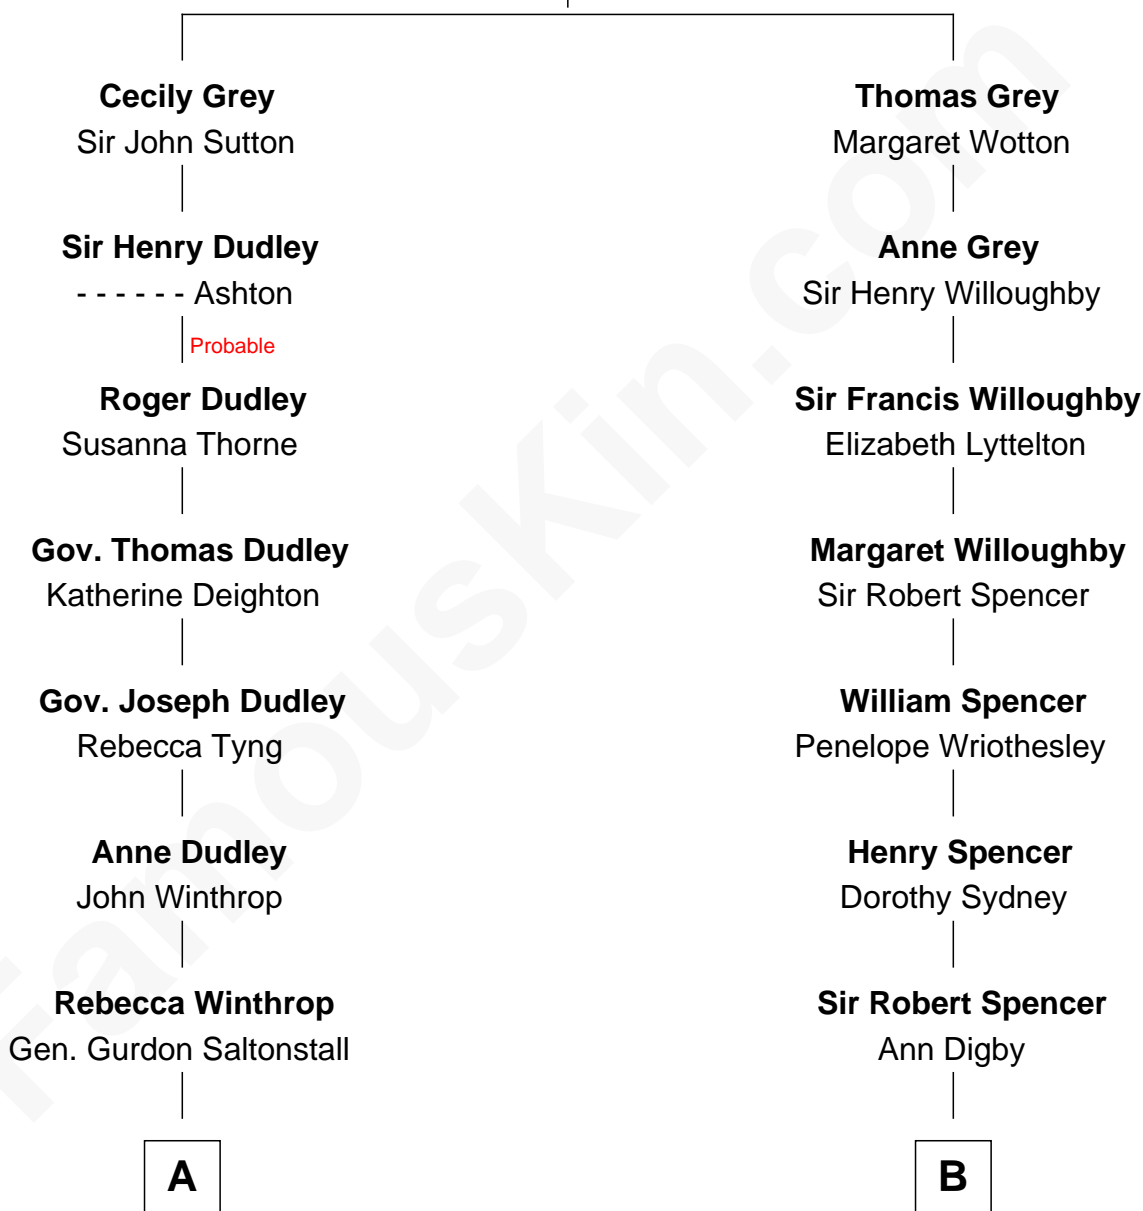 Cecily Grey
Sir John Sutton
Thomas Grey
Margaret Wotton
Sir Henry Dudley
- - - - - - Ashton
Anne Grey
Sir Henry Willoughby
Probable
Roger Dudley
Susanna Thorne
Sir Francis Willoughby
Elizabeth Lyttelton
Gov. Thomas Dudley
Katherine Deighton
Margaret Willoughby
Sir Robert Spencer
Gov. Joseph Dudley
Rebecca Tyng
William Spencer
Penelope Wriothesley
Anne Dudley
John Winthrop
Henry Spencer
Dorothy Sydney
Rebecca Winthrop
Gen. Gurdon Saltonstall
Sir Robert Spencer
Ann Digby
A
B
FamousKin.com